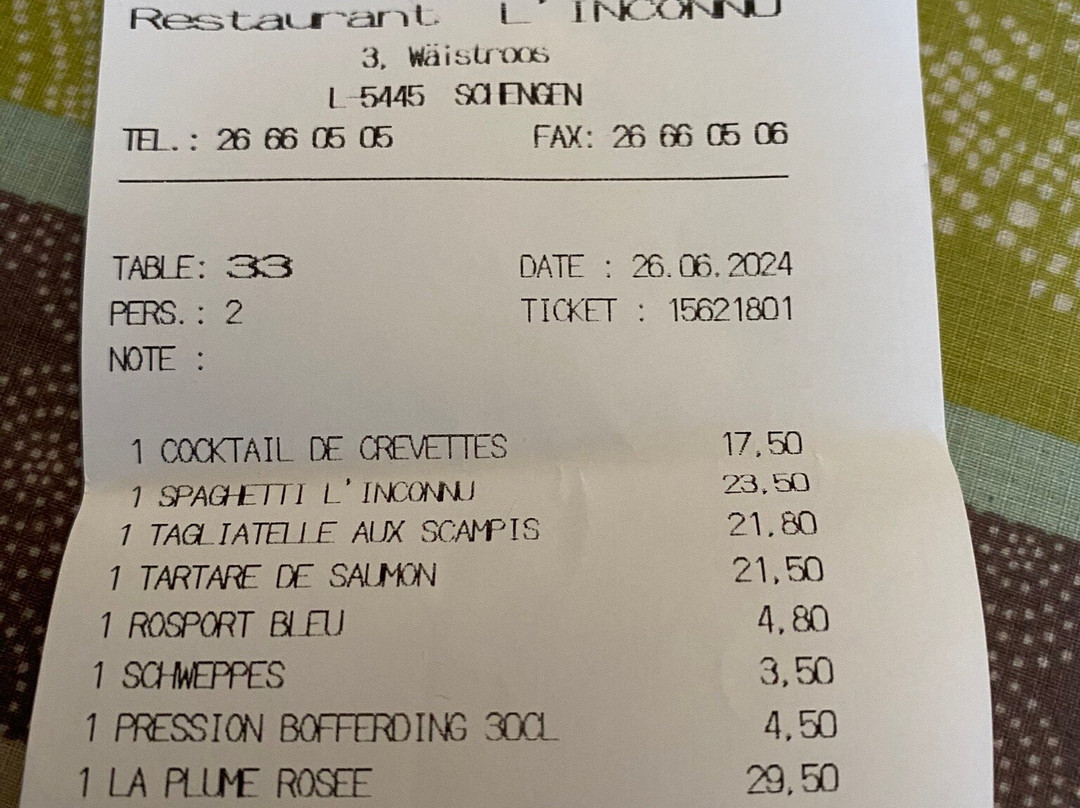 Restaurant L'INCONNU
3, Wäistrooss
L-5445 SCHENGEN
TEL.: 26 66 05 05 FAX: 26 66 05 06
TABLE: 33 DATE : 26.06.2024
PERS.: 2 TICKET : 15621801
NOTE :
1 COCKTAIL DE CREVETTES 17,50
1 SPAGHETTI L'INCONNU 23,50
1 TAGLIATELLE AUX SCAMPIS 21,80
1 TARTARE DE SAUMON 21,50
1 ROSPORT BLEU 4,80
1 SCHWEPPES 3,50
1 PRESSION BOFFERDING 30CL 4,50
1 LA PLUME ROSEE 29,50